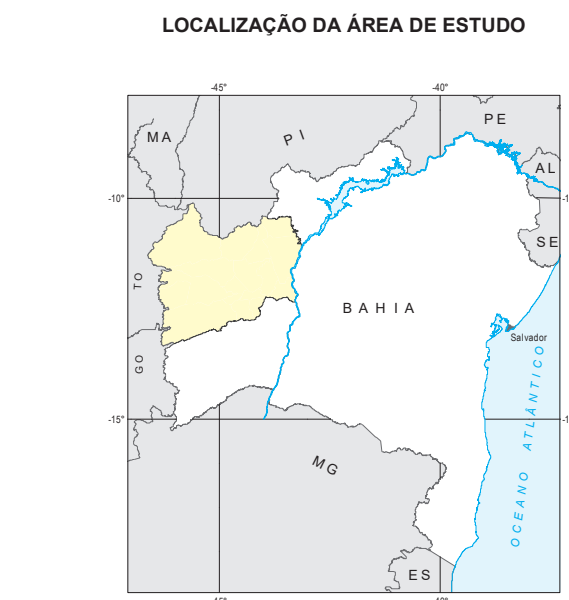 LOCALIZAÇÃO DA ÁREA DE ESTUDO
-45°
-40°
MA
PI
PE
AL
-10°
SE
TO
BAHIA
Salvador
GO
OCEANO ATLÂNTICO
-15°
MG
ES